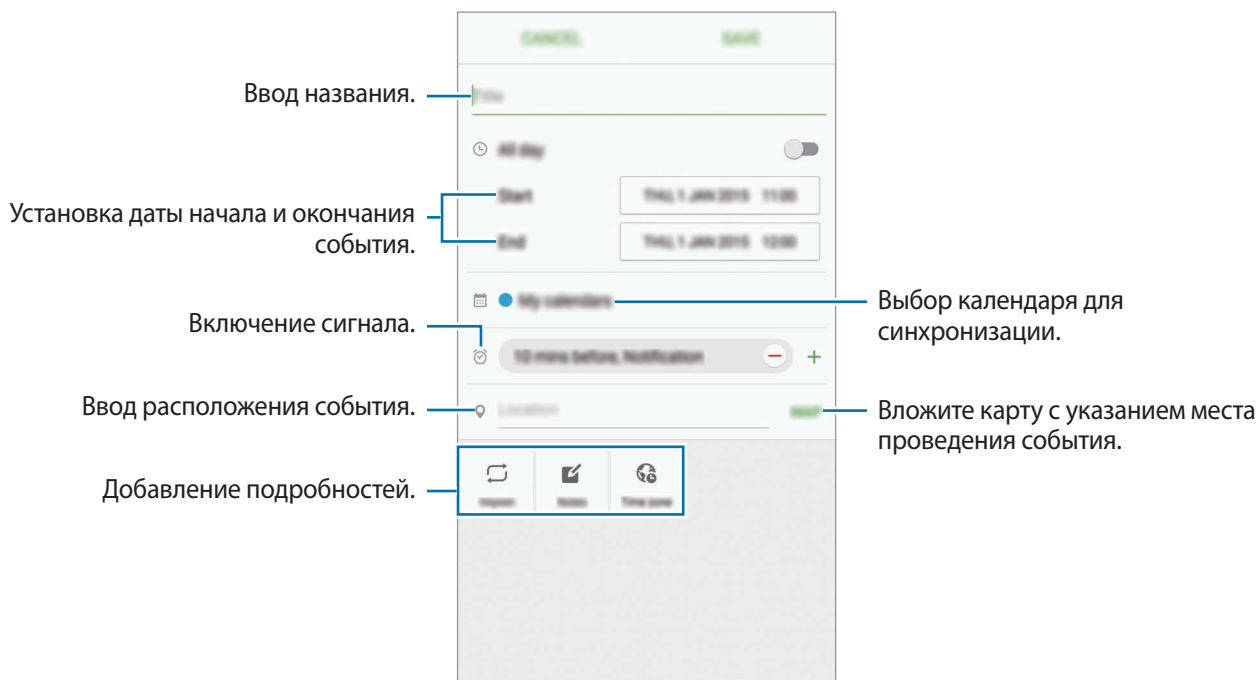 CANCEL
SAVE
Ввод названия.
Title
All day
Установка даты начала и окончания
события.
Start
THU, 1 JAN 2015 11:00
End
THU, 1 JAN 2015 12:00
My calendars
Выбор календаря для
синхронизации.
Включение сигнала.
10 mins before, Notification
Ввод расположения события.
Location
MAP
Вложите карту с указанием места
проведения события.
Добавление подробностей.
Repeat
Notes
Time zone